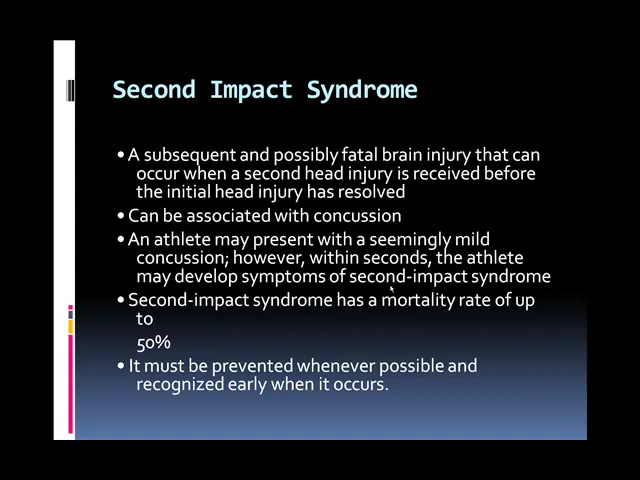 Second Impact Syndrome
• A subsequent and possibly fatal brain injury that can
occur when a second head injury is received before
the initial head injury has resolved
• Can be associated with concussion
• An athlete may present with a seemingly mild
concussion; however, within seconds, the athlete
may develop symptoms of second-impact syndrome
• Second-impact syndrome has a mortality rate of up
to
50%
• It must be prevented whenever possible and
recognized early when it occurs.